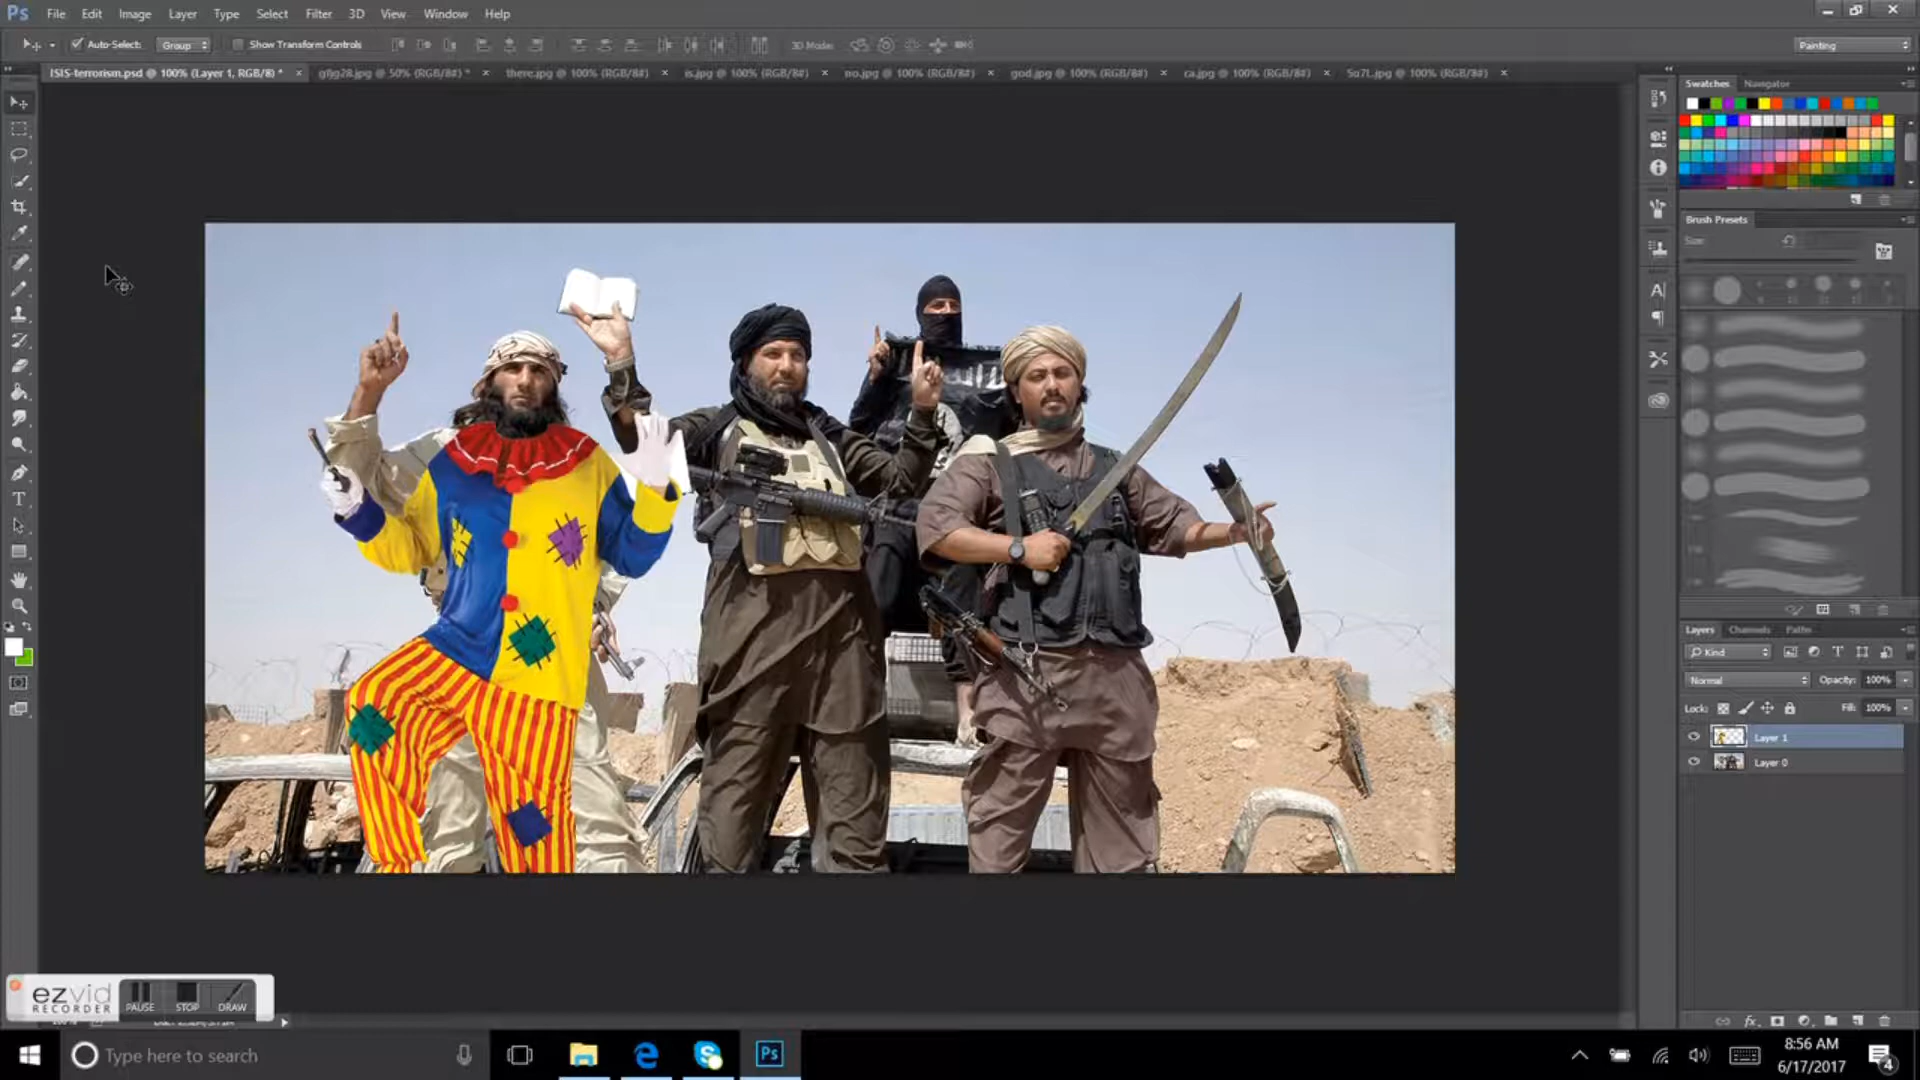 Ps File Edit Image Layer Type Select Filter 3D View Window Help
Auto-Select: Group Show Transform Controls 3D Mode: Painting
ISIS-terrorism.psd @ 100% (Layer 1, RGB/8) * there.jpg @ 100% (RGB/8#) is.jpg @ 100% (RGB/8#) no.jpg @ 100% (RGB/8#) god.jpg @ 100% (RGB/8#) ra.jpg @ 100% (RGB/8#)
Swatches Navigator
Brush Presets
Size:
Layers Channels Paths
Kind
Normal Opacity: 100%
Lock: Fill: 100%
Layer 1
Layer 0
ezvid
RECORDER
PAUSE STOP DRAW
Type here to search
Ps
8:56 AM
6/17/2017
4